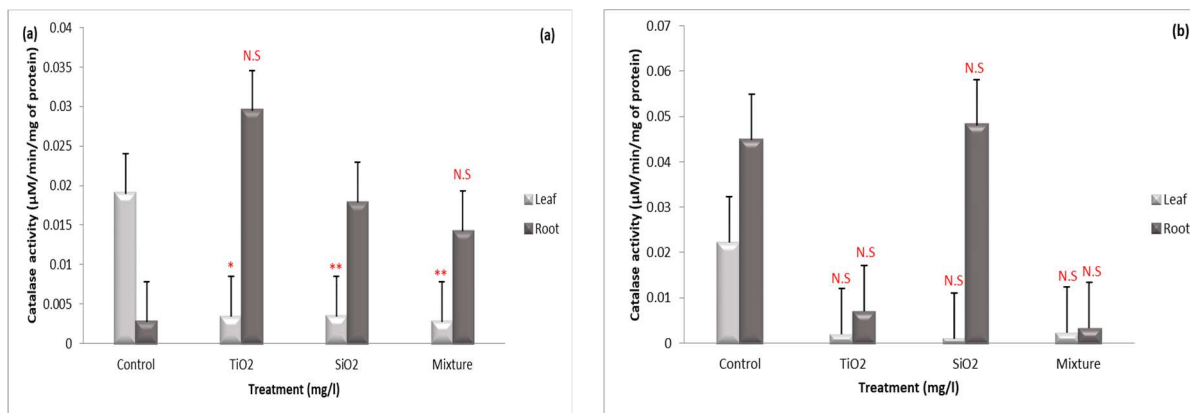 (a)
(a)
Catalase activity (µM/min/mg of protein)
0.04
0.035
0.03
0.025
0.02
0.015
0.01
0.005
0
N.S
N.S
*
**
**
Leaf
Root
Control TiO2 SiO2 Mixture
Treatment (mg/l)
(b)
Catalase activity (µM/min/mg of protein)
0.07
0.06
0.05
0.04
0.03
0.02
0.01
0
N.S
N.S
N.S
N.S
N.S N.S
Leaf
Root
Control TiO2 SiO2 Mixture
Treatment (mg/l)